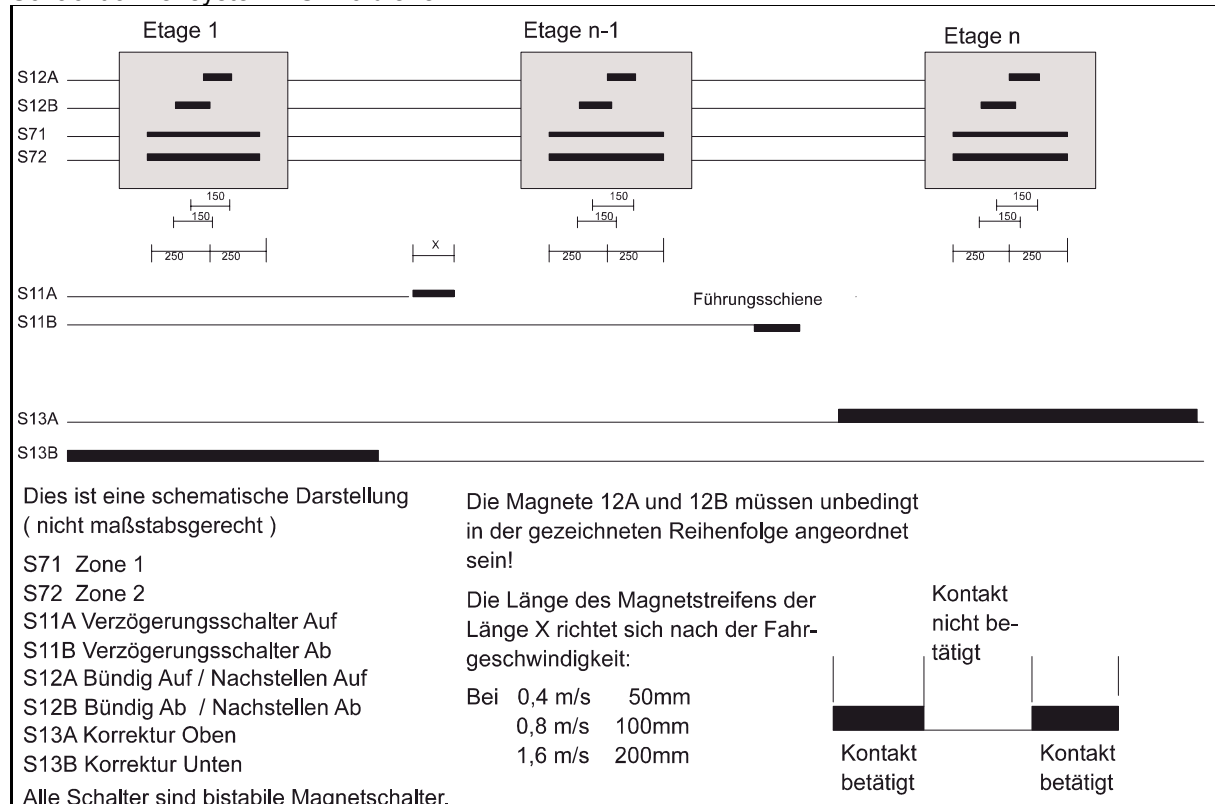 Etage 1
Etage n-1
Etage n
S12A
S12B
S71
S72
150
150
250 250
150
150
250 250
150
150
250 250
X
S11A
Führungsschiene
S11B
S13A
S13B
Dies ist eine schematische Darstellung
( nicht maßstabsgerecht )
S71 Zone 1
S72 Zone 2
S11A Verzögerungsschalter Auf
S11B Verzögerungsschalter Ab
S12A Bündig Auf / Nachstellen Auf
S12B Bündig Ab / Nachstellen Ab
S13A Korrektur Oben
S13B Korrektur Unten
Alle Schalter sind bistabile Magnetschalter.
Die Magnete 12A und 12B müssen unbedingt
in der gezeichneten Reihenfolge angeordnet
sein!
Die Länge des Magnetstreifens der
Länge X richtet sich nach der Fahr-
geschwindigkeit:
Bei 0,4 m/s 50mm
0,8 m/s 100mm
1,6 m/s 200mm
Kontakt
nicht be-
tätigt
Kontakt
betätigt
Kontakt
betätigt